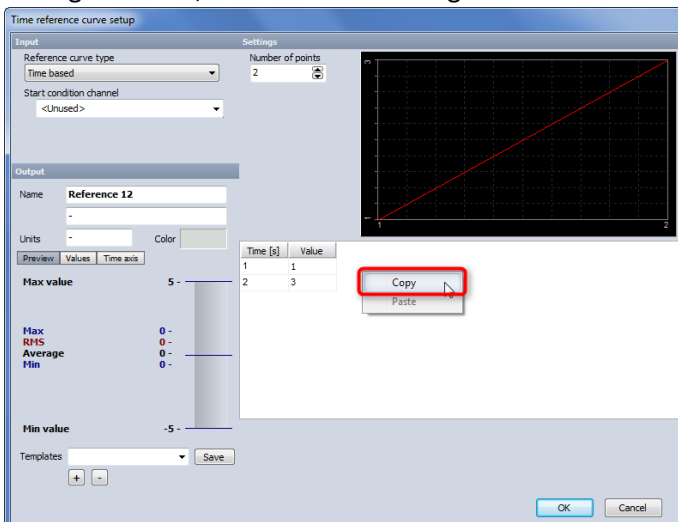 Time reference curve setup
Input
Reference curve type
Time based
Start condition channel
<Unused>
Settings
Number of points
2
3
1
1
2
Output
Name Reference 12
-
Units - Color
Preview Values Time axis
Max value 5 -
Max 0 -
RMS 0 -
Average 0 -
Min 0 -
Min value -5 -
Templates Save
+ -
Time [s] Value
1 1
2 3
Copy
Paste
OK Cancel